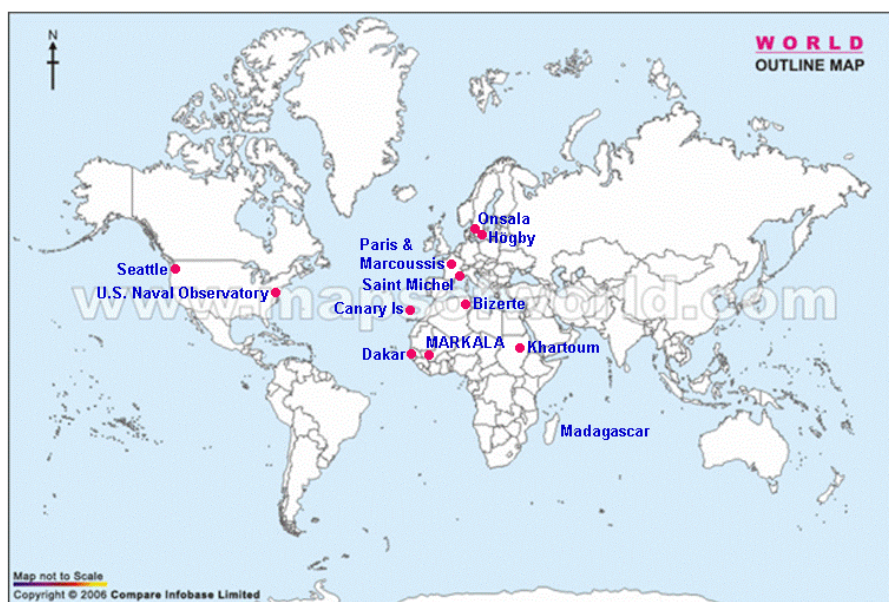 N
WORLD
OUTLINE MAP
Onsala
Högby
Paris &
Marcoussis
Seattle
Saint Michel
U.S. Naval Observatory
www.mapsofworld.com
Bizerte
Canary Is
MARKALA
Dakar
Khartoum
Madagascar
Map not to Scale
Copyright © 2006 Compare Infobase Limited